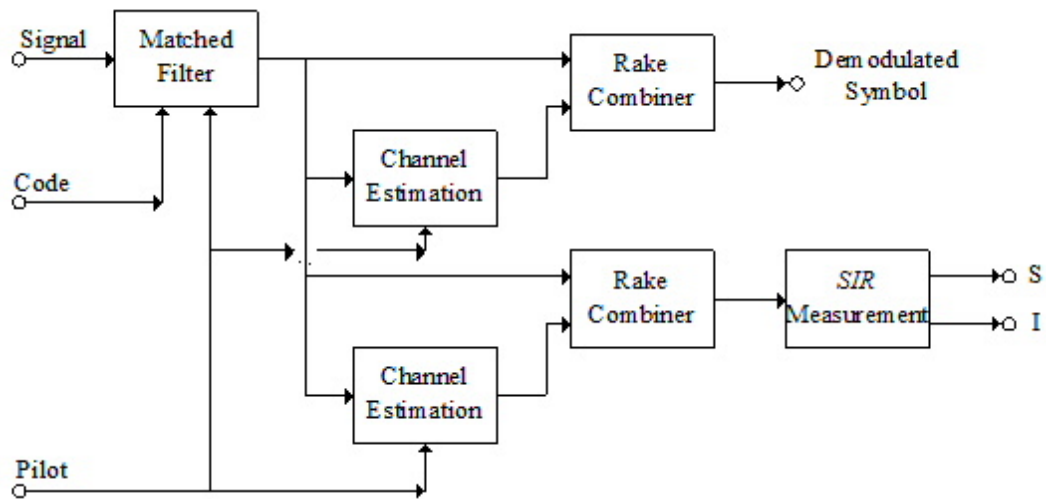 Signal
Matched
Filter
Rake
Combiner
Demodulated
Symbol
Channel
Estimation
Code
Rake
Combiner
SIR
Measurement
S
I
Channel
Estimation
Pilot